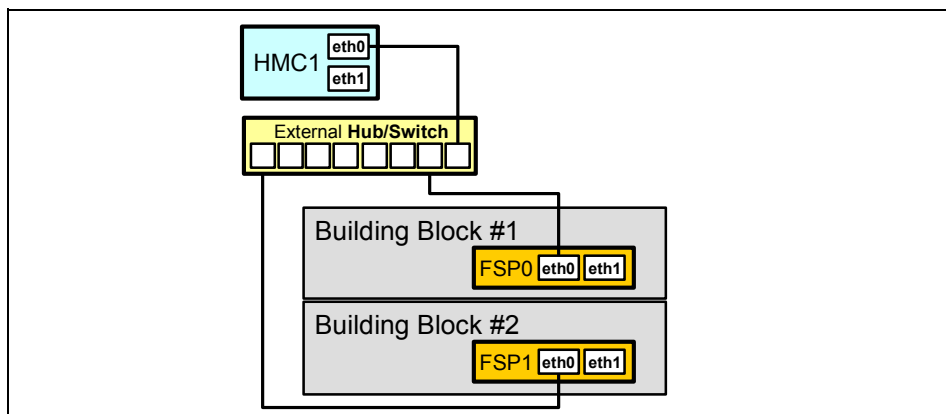 HMC1
eth0
eth1
External Hub/Switch
Building Block #1
FSP0 eth0 eth1
Building Block #2
FSP1 eth0 eth1